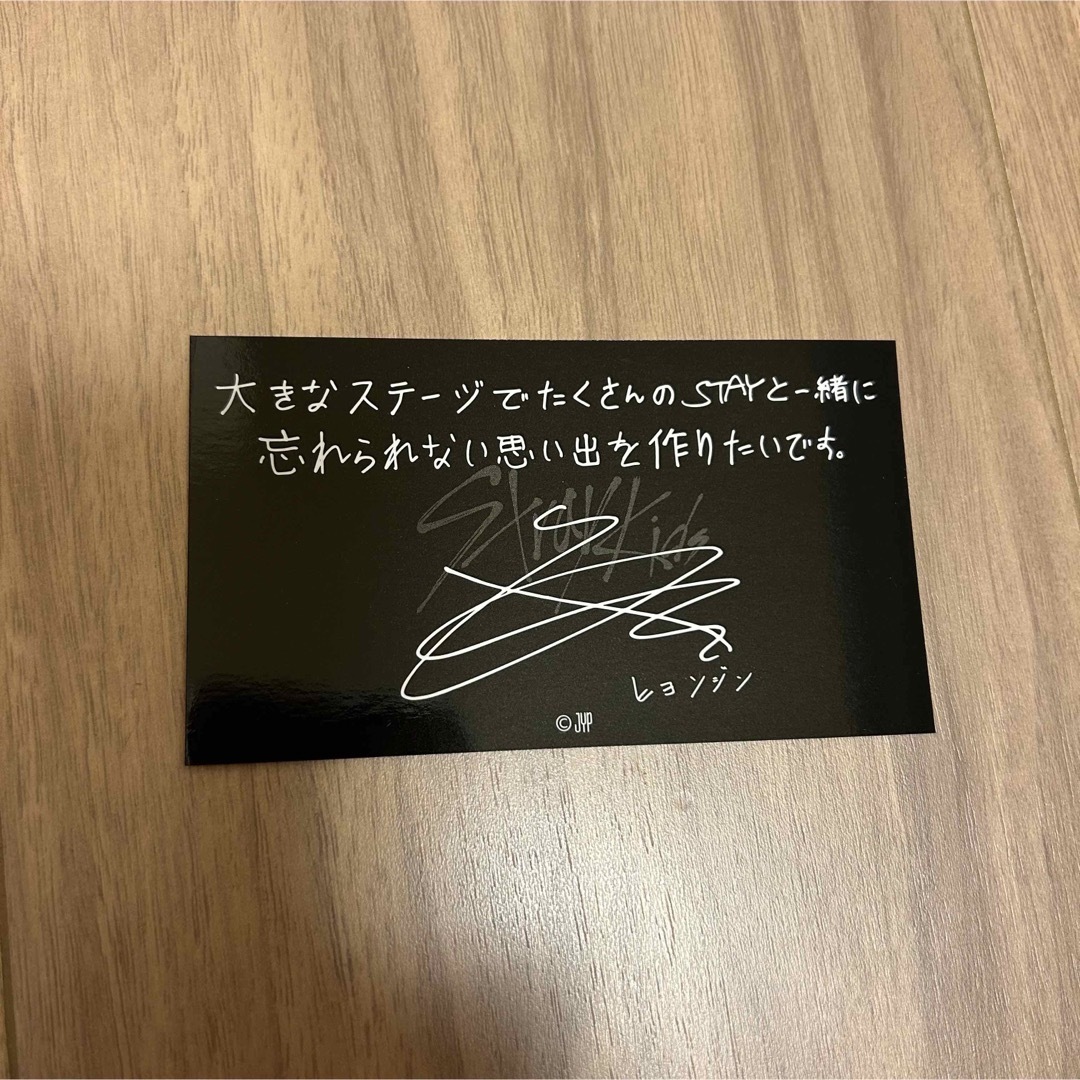 大きなステージでたくさんのSTAYと一緒に
忘れられない思い出を作りたいです。
Stray Kids
ヒョンジン
©JYP